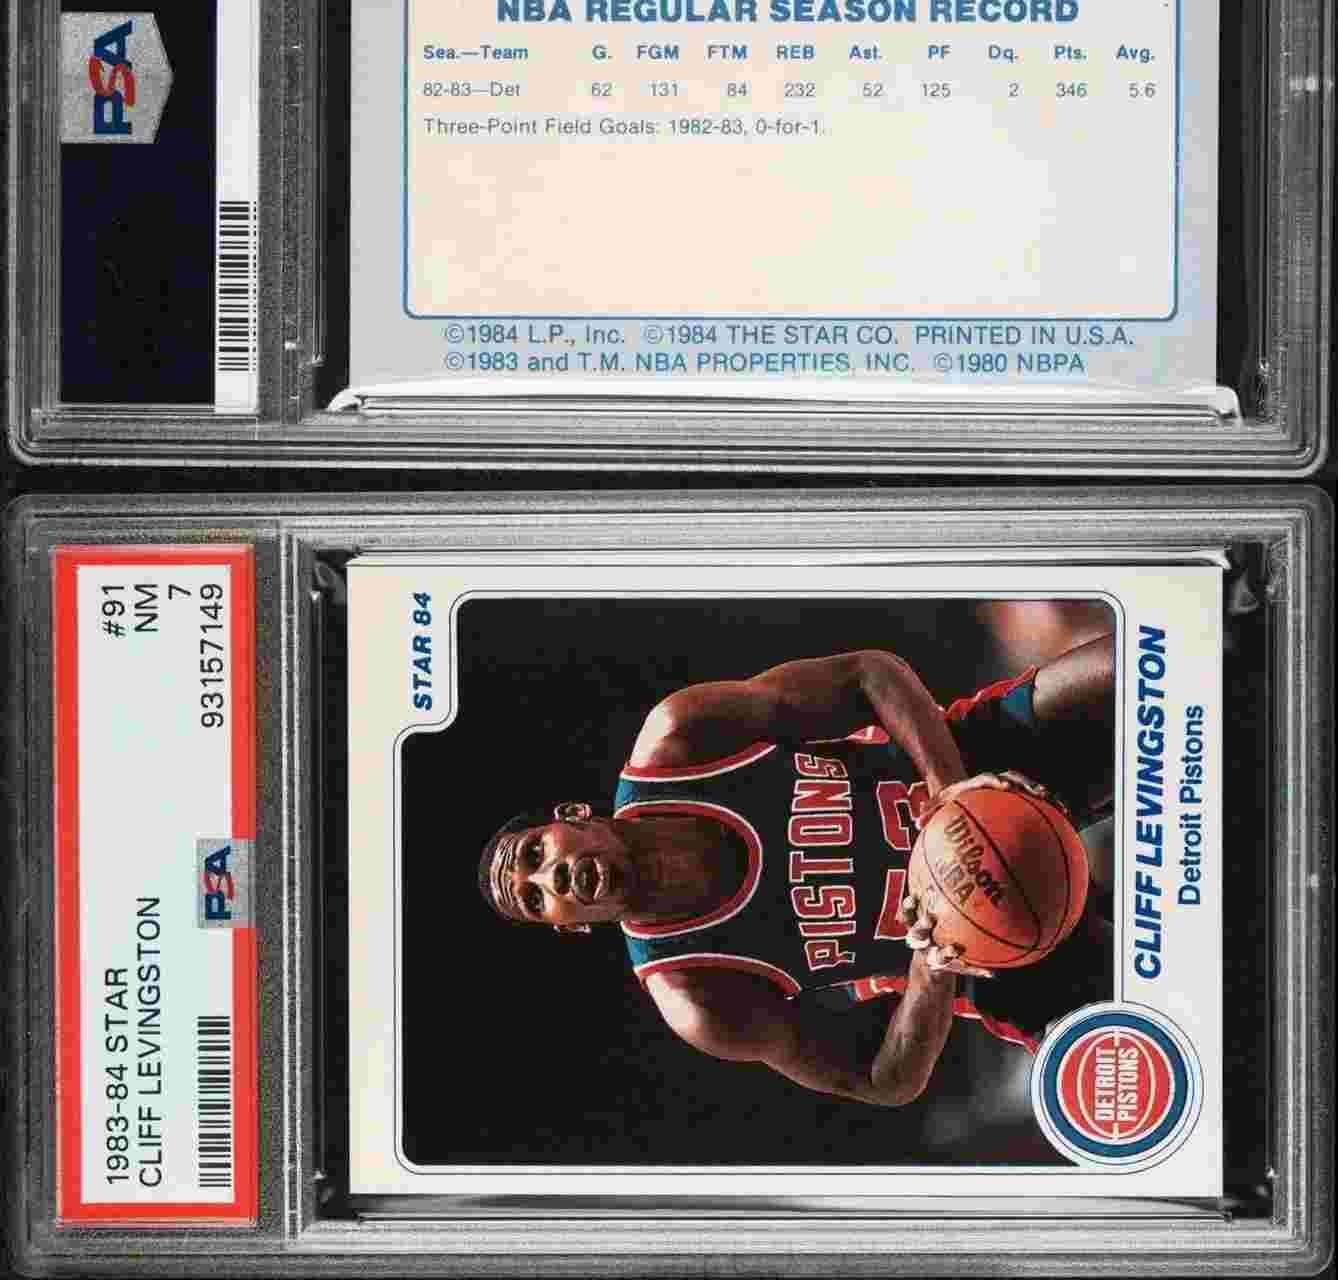 PSA
NBA REGULAR SEASON RECORD
Sea.—Team G. FGM FTM REB Ast. PF Dq. Pts. Avg.
82-83—Det 62 131 84 232 52 125 2 346 5.6
Three-Point Field Goals: 1982-83, 0-for-1.
©1984 L.P., Inc. ©1984 THE STAR CO. PRINTED IN U.S.A.
©1983 and T.M. NBA PROPERTIES, INC. ©1980 NBPA
1983-84 STAR #91
CLIFF LEVINGSTON NM
7
PSA 93157149
STAR 84
PISTONS
53
Wilson
NBA
CLIFF LEVINGSTON
Detroit Pistons
DETROIT
PISTONS